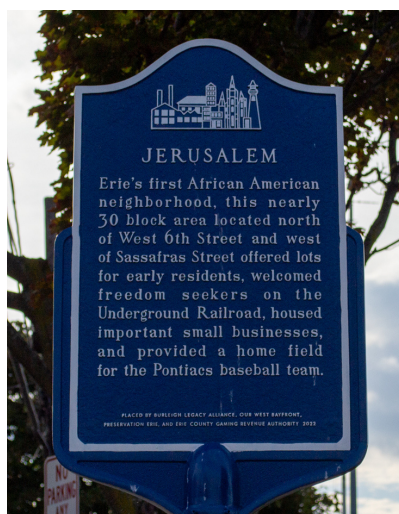 JERUSALEM
Erie's first African American
neighborhood, this nearly
30 block area located north
of West 6th Street and west
of Sassafras Street offered lots
for early residents, welcomed
freedom seekers on the
Underground Railroad, housed
important small businesses,
and provided a home field
for the Pontiacs baseball team.
PLACED BY BURLEIGH LEGACY ALLIANCE, OUR WEST BAYFRONT,
PRESERVATION ERIE, AND ERIE COUNTY GAMING REVENUE AUTHORITY 2022
NO
PARKING
ANY